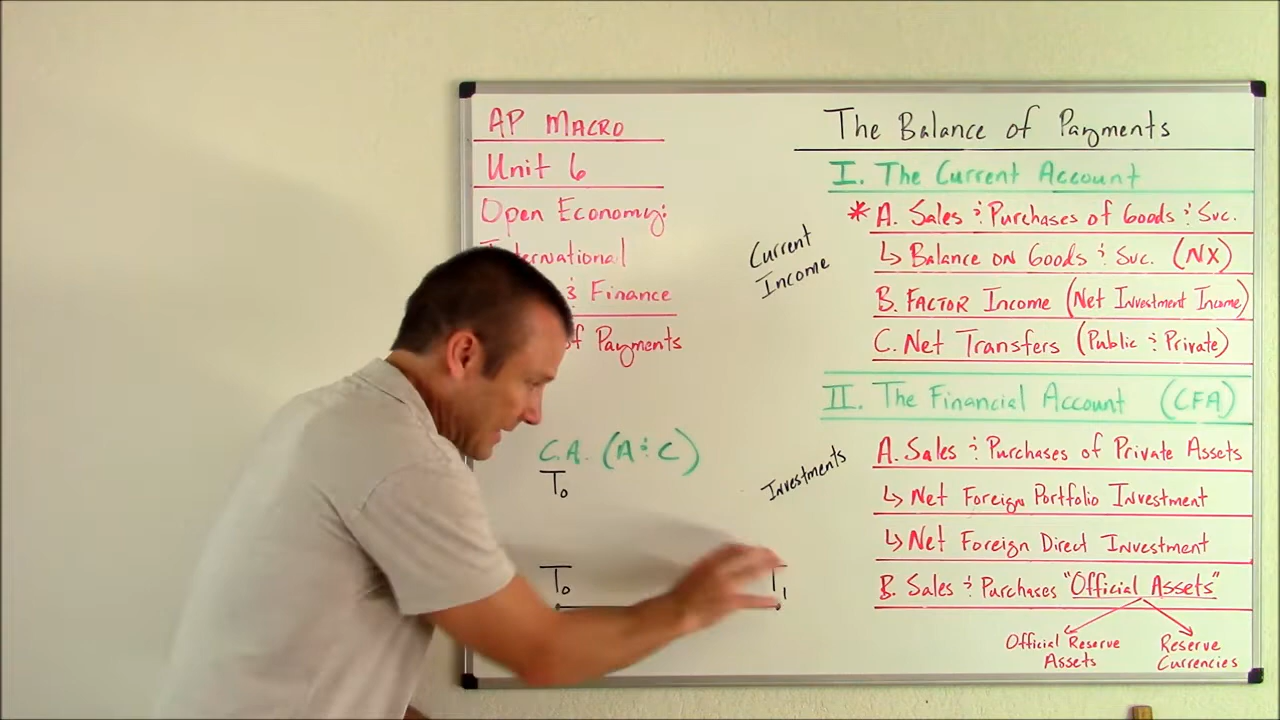 AP MACRO
Unit 6
Open Economy:
International
& Finance
of Payments
C.A. (A & C)
T0
T0
T1
Current
Income
Investments
The Balance of Payments
I. The Current Account
* A. Sales & Purchases of Goods & Svc.
↳ Balance on Goods & Svc. (NX)
B. FACTOR Income (Net Investment Income)
C. Net Transfers (Public & Private)
II. The Financial Account (CFA)
A. Sales & Purchases of Private Assets
↳ Net Foreign Portfolio Investment
↳ Net Foreign Direct Investment
B. Sales & Purchases "Official Assets"
Official Reserve
Assets
Reserve
Currencies